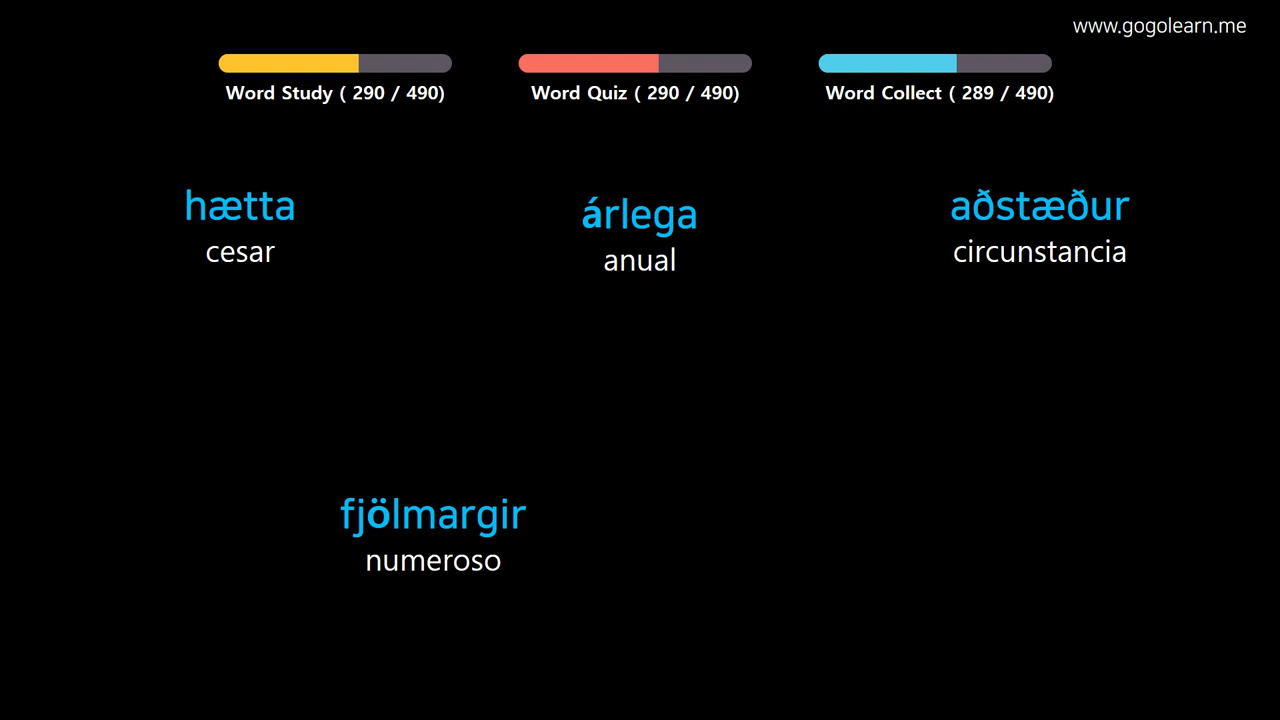 www.gogolearn.me
Word Study ( 290 / 490)
Word Quiz ( 290 / 490)
Word Collect ( 289 / 490)
hætta
cesar
árlega
anual
aðstæður
circunstancia
fjölmargir
numeroso